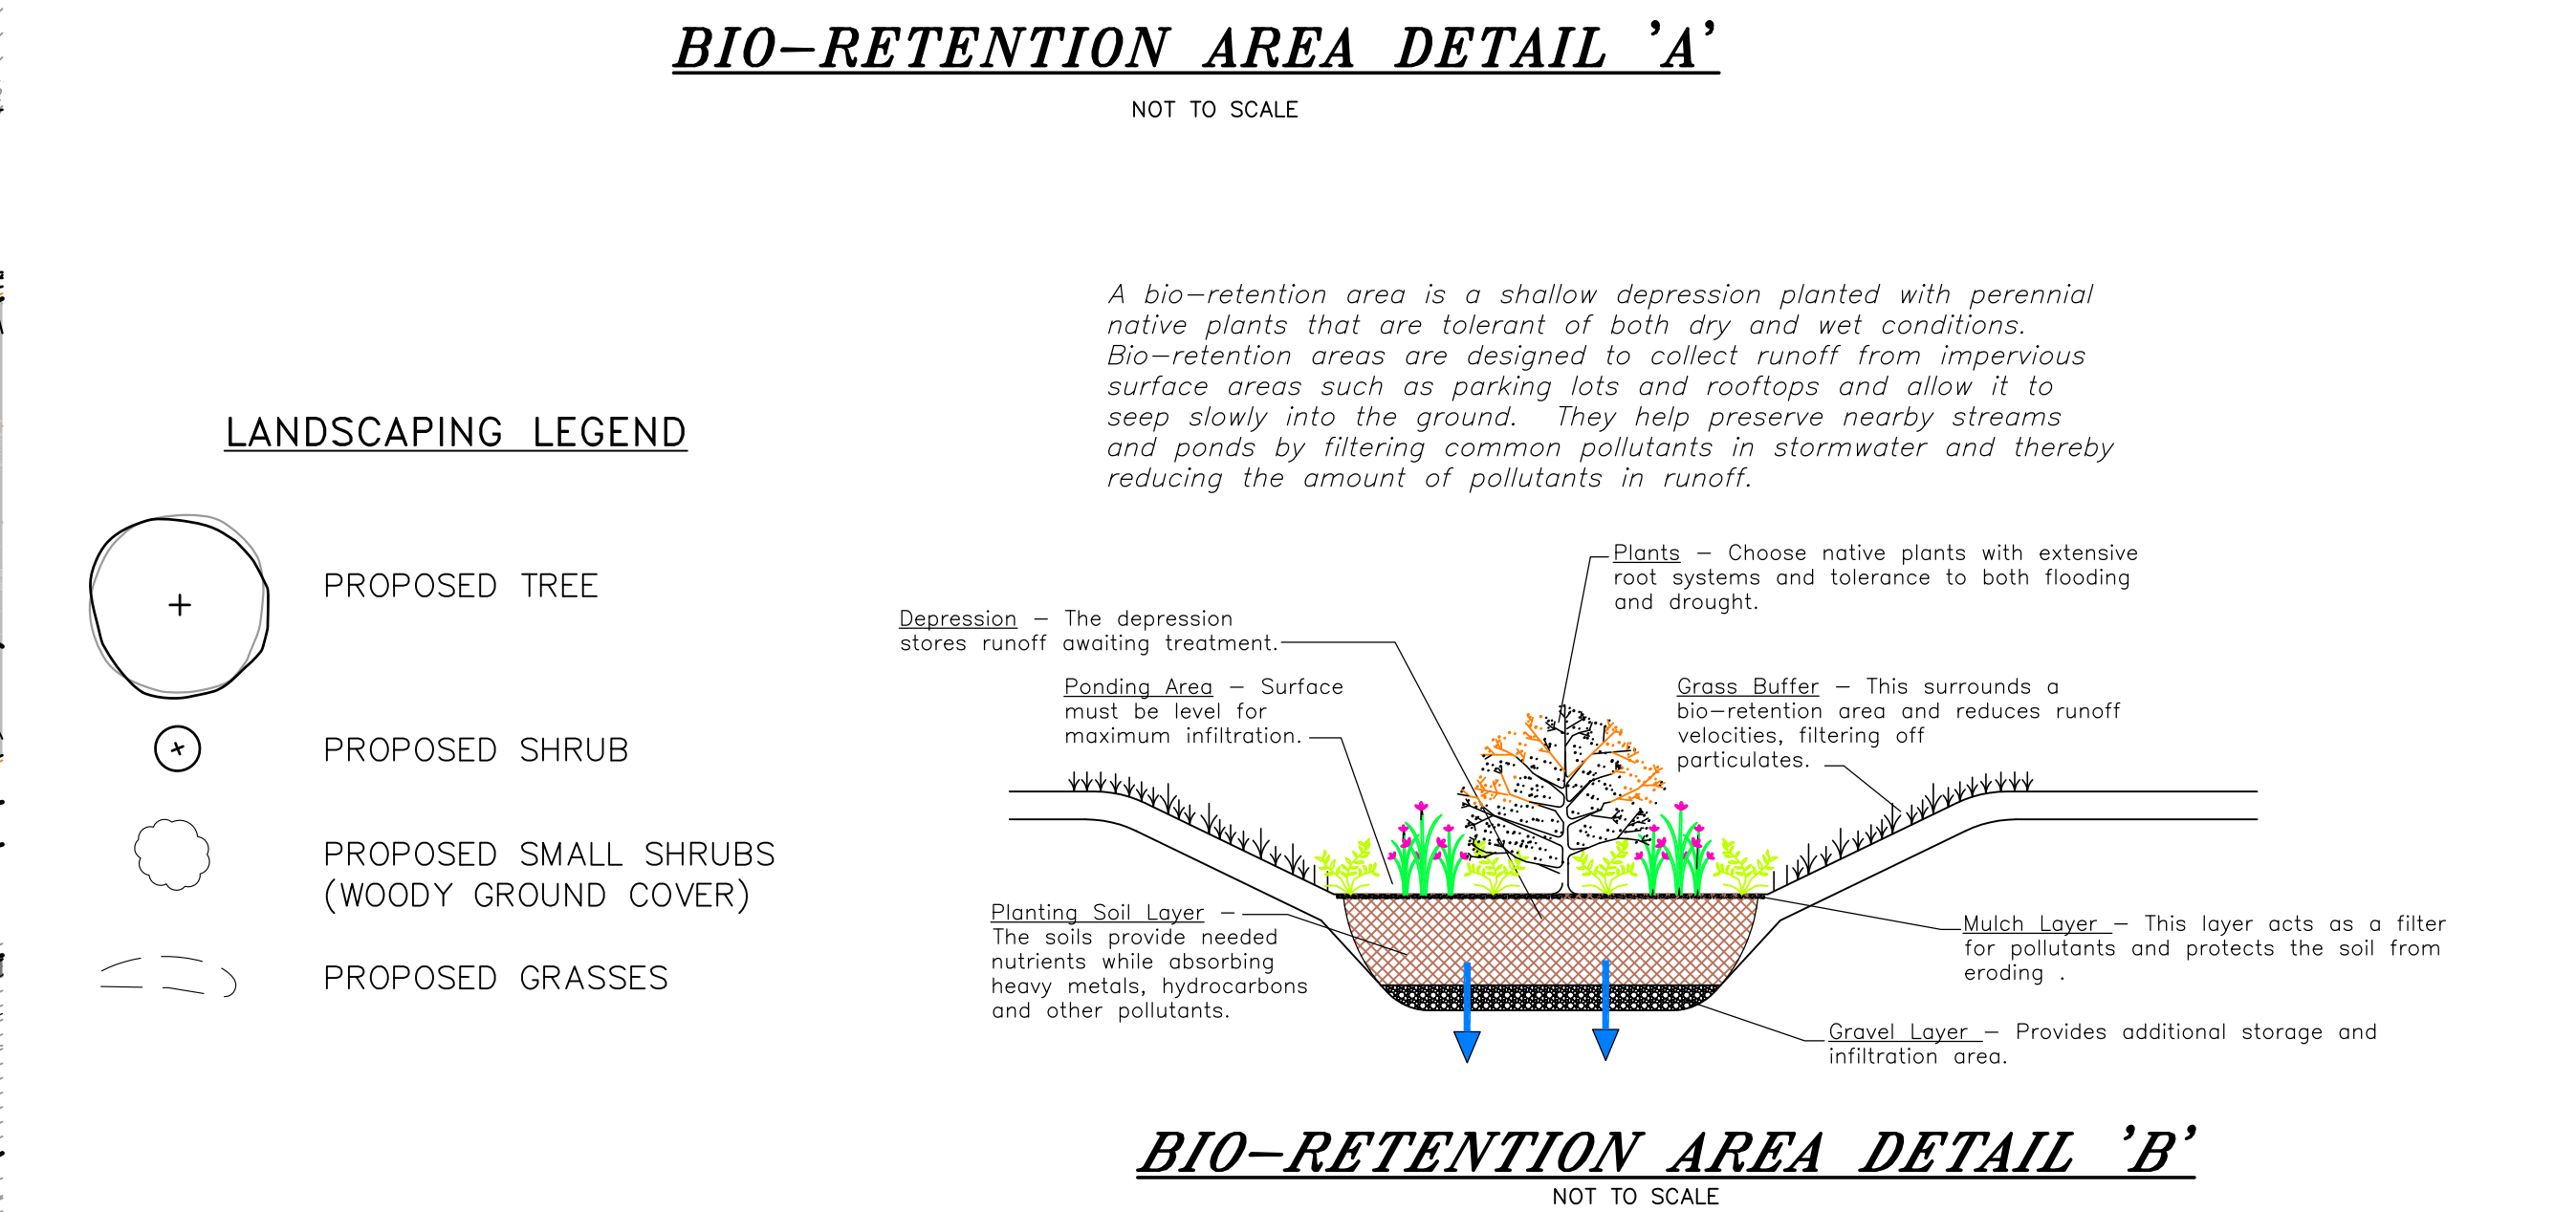 BIO-RETENTION AREA DETAIL 'A'
NOT TO SCALE
LANDSCAPING LEGEND
PROPOSED TREE
PROPOSED SHRUB
PROPOSED SMALL SHRUBS
(WOODY GROUND COVER)
PROPOSED GRASSES
A bio-retention area is a shallow depression planted with perennial
native plants that are tolerant of both dry and wet conditions.
Bio-retention areas are designed to collect runoff from impervious
surface areas such as parking lots and rooftops and allow it to
seep slowly into the ground. They help preserve nearby streams
and ponds by filtering common pollutants in stormwater and thereby
reducing the amount of pollutants in runoff.
Plants - Choose native plants with extensive
root systems and tolerance to both flooding
and drought.
Depression - The depression
stores runoff awaiting treatment.
Ponding Area - Surface
must be level for
maximum infiltration.
Grass Buffer - This surrounds a
bio-retention area and reduces runoff
velocities, filtering off
particulates.
Planting Soil Layer -
The soils provide needed
nutrients while absorbing
heavy metals, hydrocarbons
and other pollutants.
Mulch Layer - This layer acts as a filter
for pollutants and protects the soil from
eroding .
Gravel Layer - Provides additional storage and
infiltration area.
BIO-RETENTION AREA DETAIL 'B'
NOT TO SCALE